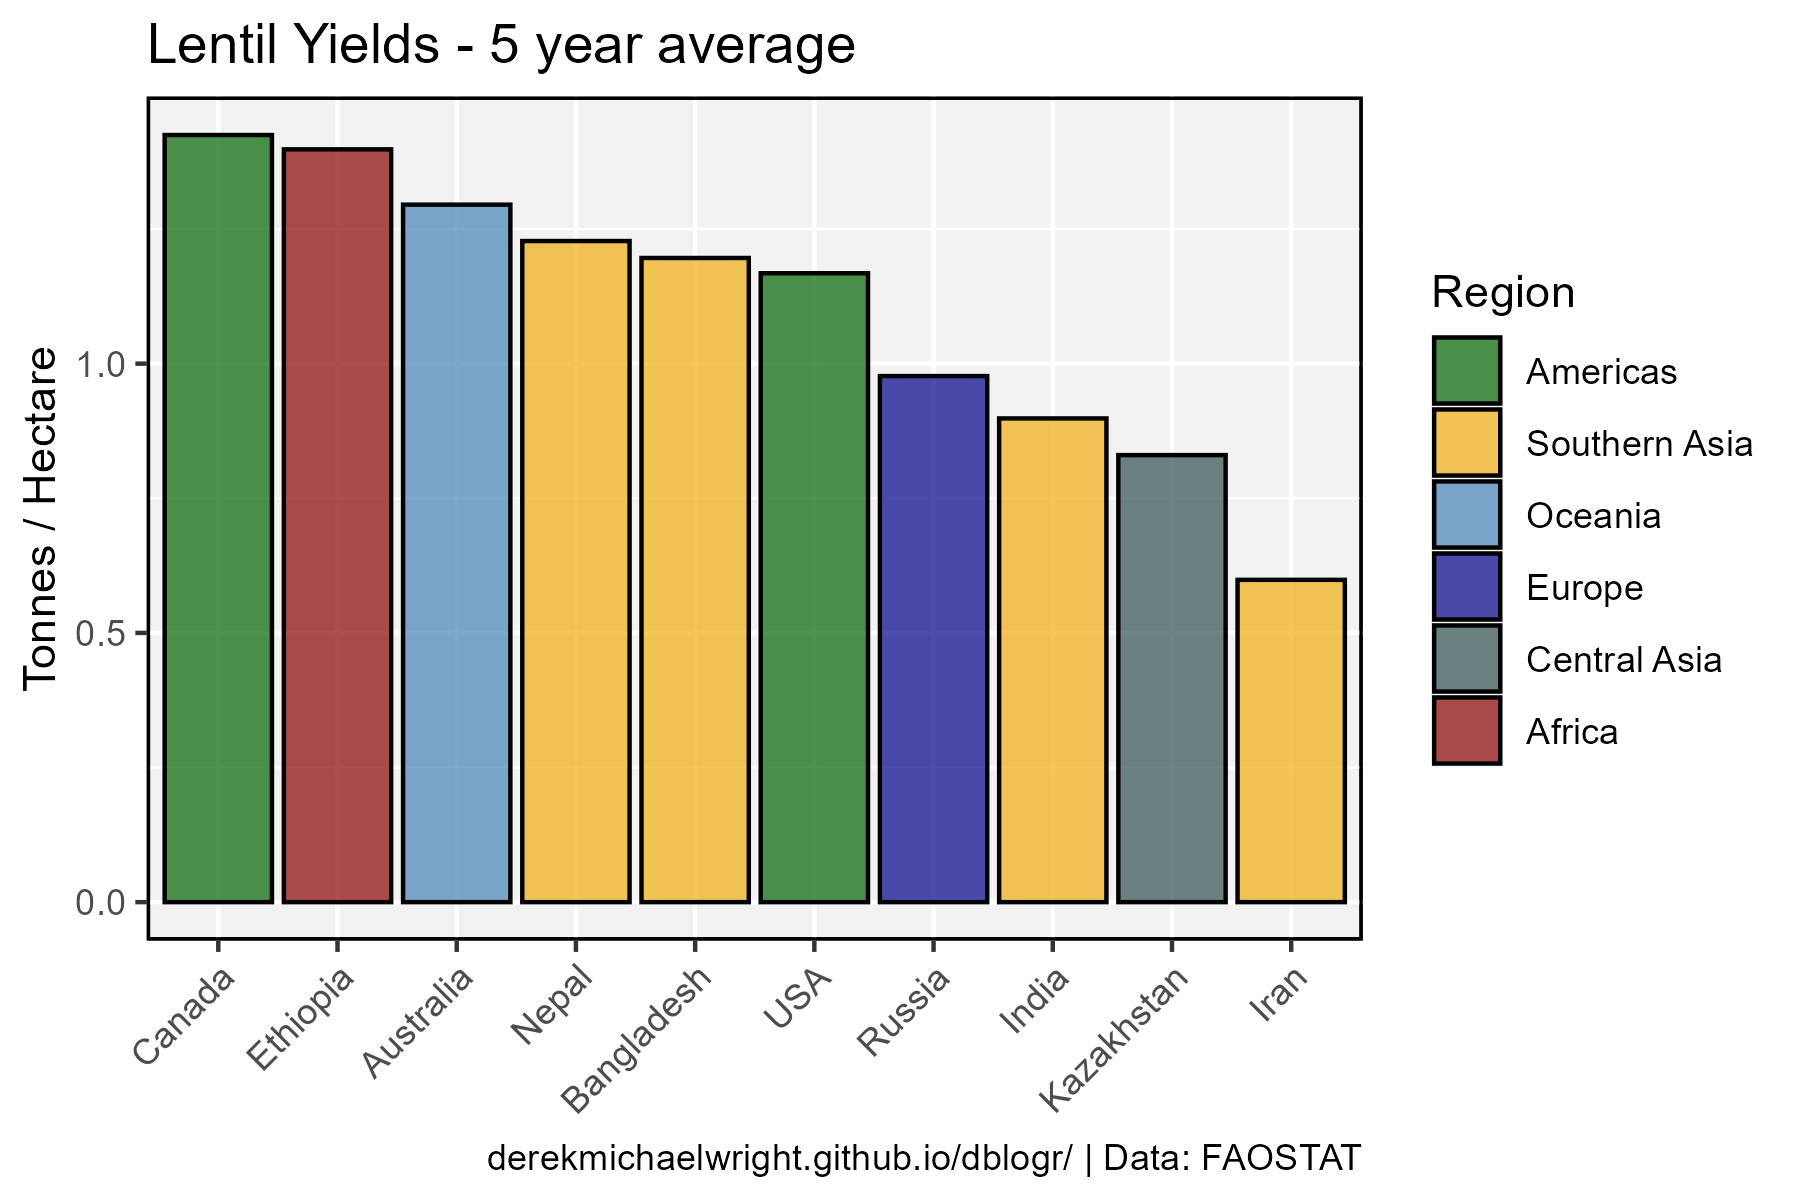 Lentil Yields - 5 year average
Tonnes / Hectare
1.0
0.5
0.0
Canada
Ethiopia
Australia
Nepal
Bangladesh
USA
Russia
India
Kazakhstan
Iran
Region
Americas
Southern Asia
Oceania
Europe
Central Asia
Africa
derekmichaelwright.github.io/dblogr/ | Data: FAOSTAT